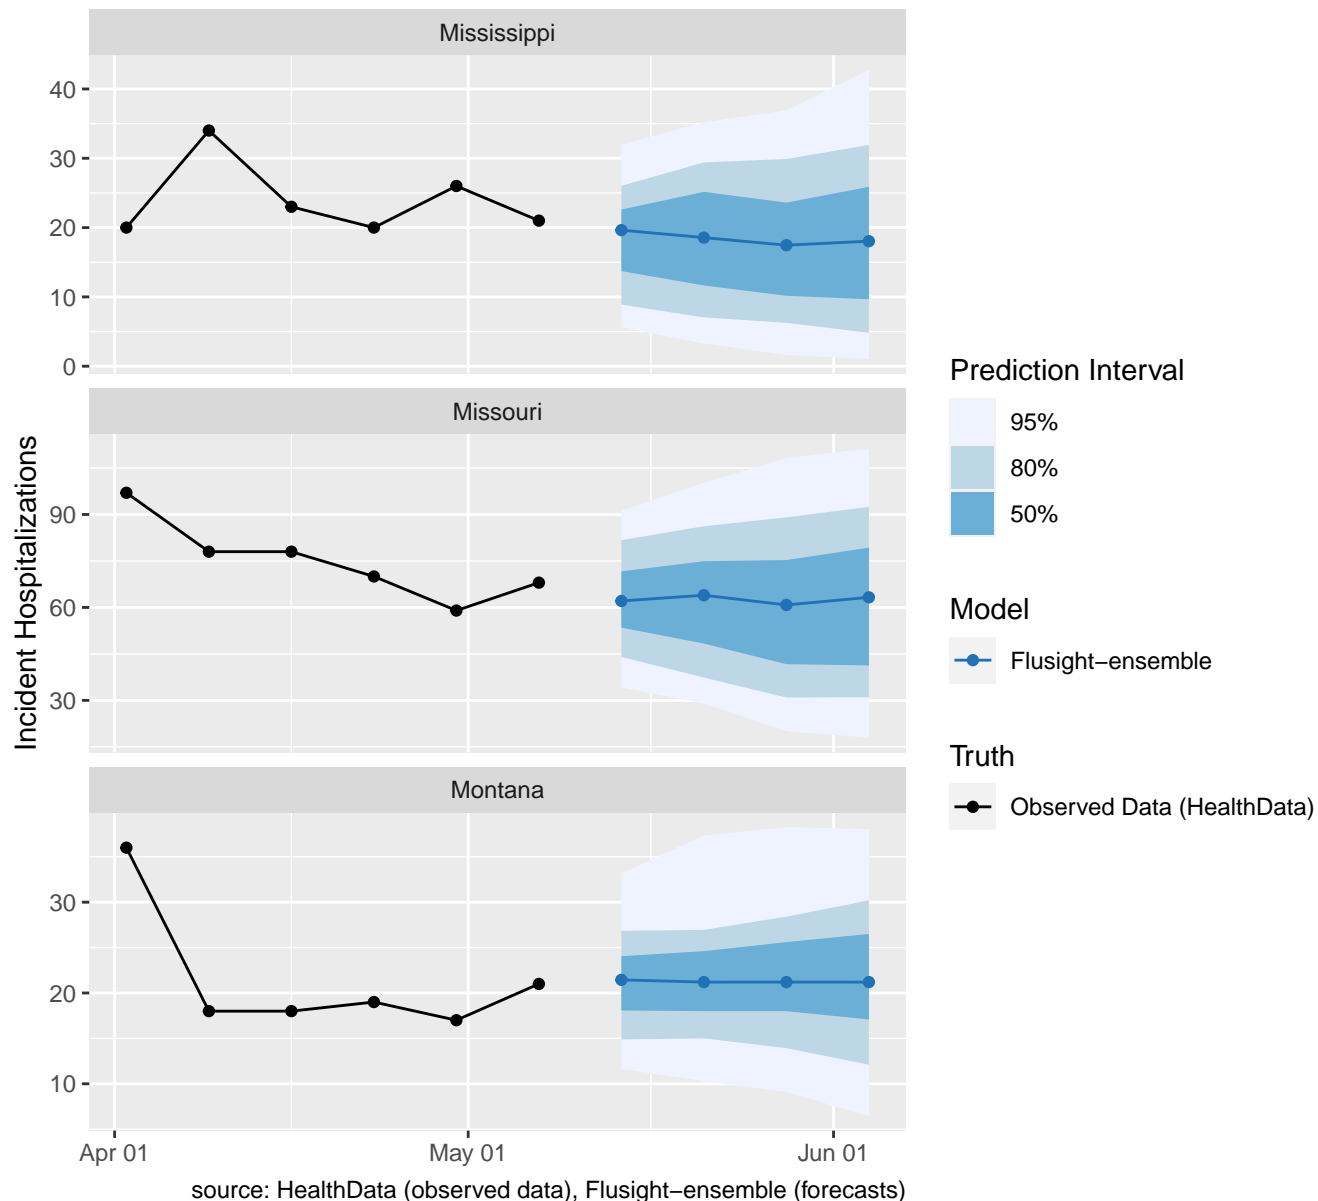 Mississippi
40
30
20
10
0
Missouri
90
60
30
Montana
30
20
10
Apr 01
May 01
Jun 01
Incident Hospitalizations
source: HealthData (observed data), Flusight−ensemble (forecasts)
Prediction Interval
95%
80%
50%
Model
Flusight−ensemble
Truth
Observed Data (HealthData)